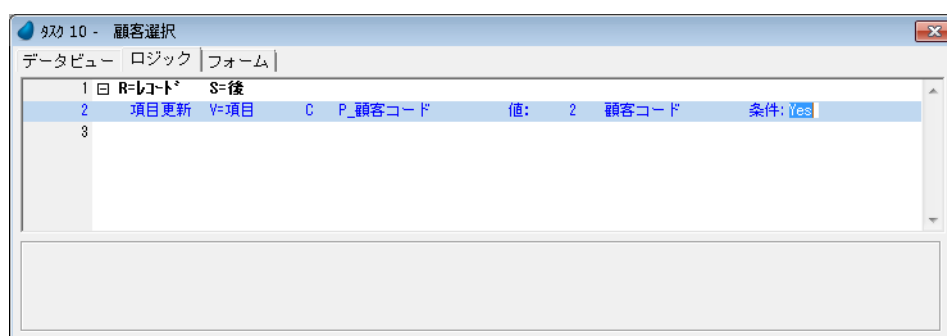 ﾀｽｸ 10 - 顧客選択
データビュー ロジック フォーム
1 R=ﾚｺｰﾄﾞ S=後
2 項目更新 V=項目 C P_顧客コード 値: 2 顧客コード 条件: Yes
3